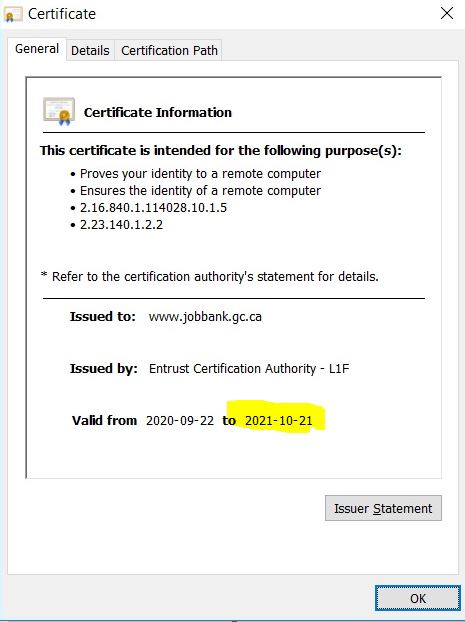 Certificate
General Details Certification Path
Certificate Information
This certificate is intended for the following purpose(s):
• Proves your identity to a remote computer
• Ensures the identity of a remote computer
• 2.16.840.1.114028.10.1.5
• 2.23.140.1.2.2
* Refer to the certification authority's statement for details.
Issued to: www.jobbank.gc.ca
Issued by: Entrust Certification Authority - L1F
Valid from 2020-09-22 to 2021-10-21
Issuer Statement
OK